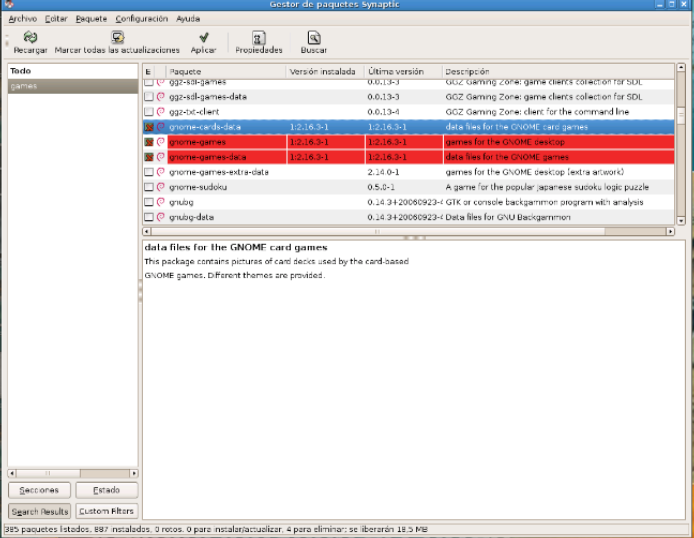 Gestor de paquetes Synaptic
Archivo Editar Paquete Configuración Ayuda
Recargar Marcar todas las actualizaciones Aplicar Propiedades Buscar
Todo
games
E Paquete Versión instalada Última versión Descripción
ggz-sdl-games 0.0.13-3 GGZ Gaming Zone: game clients collection for SDL
ggz-sdl-games-data 0.0.13-3 GGZ Gaming Zone: game clients collection for SDL
ggz-txt-client 0.0.13-4 GGZ Gaming Zone: client for the command line
gnome-cards-data 1:2.16.3-1 1:2.16.3-1 data files for the GNOME card games
gnome-games 1:2.16.3-1 1:2.16.3-1 games for the GNOME desktop
gnome-games-data 1:2.16.3-1 1:2.16.3-1 data files for the GNOME games
gnome-games-extra-data 2.14.0-1 games for the GNOME desktop (extra artwork)
gnome-sudoku 0.5.0-1 A game for the popular Japanese sudoku logic puzzle
gnubg 0.14.3+20060923-4 GTK or console backgammon program with analysis
gnubg-data 0.14.3+20060923-4 Data files for GNU Backgammon
data files for the GNOME card games
This package contains pictures of card decks used by the card-based
GNOME games. Different themes are provided.
Secciones Estado
Search Results Custom Filters
385 paquetes listados, 887 instalados, 0 rotos. 0 para instalar/actualizar, 4 para eliminar; se liberarán 18,5 MB